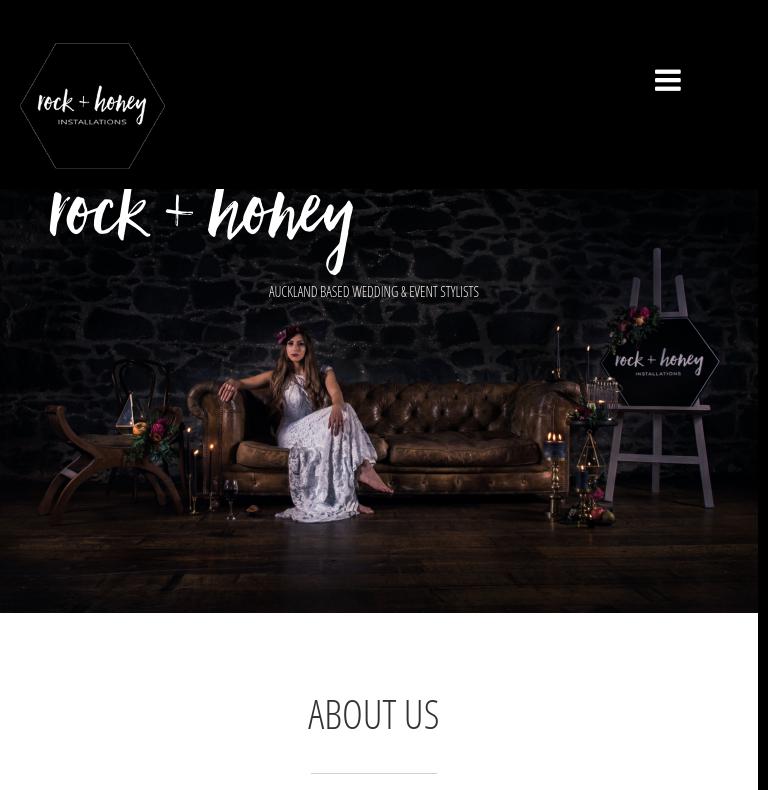 rock + honey
INSTALLATIONS
rock + honey
AUCKLAND BASED WEDDING & EVENT STYLISTS
rock + honey
INSTALLATIONS
ABOUT US